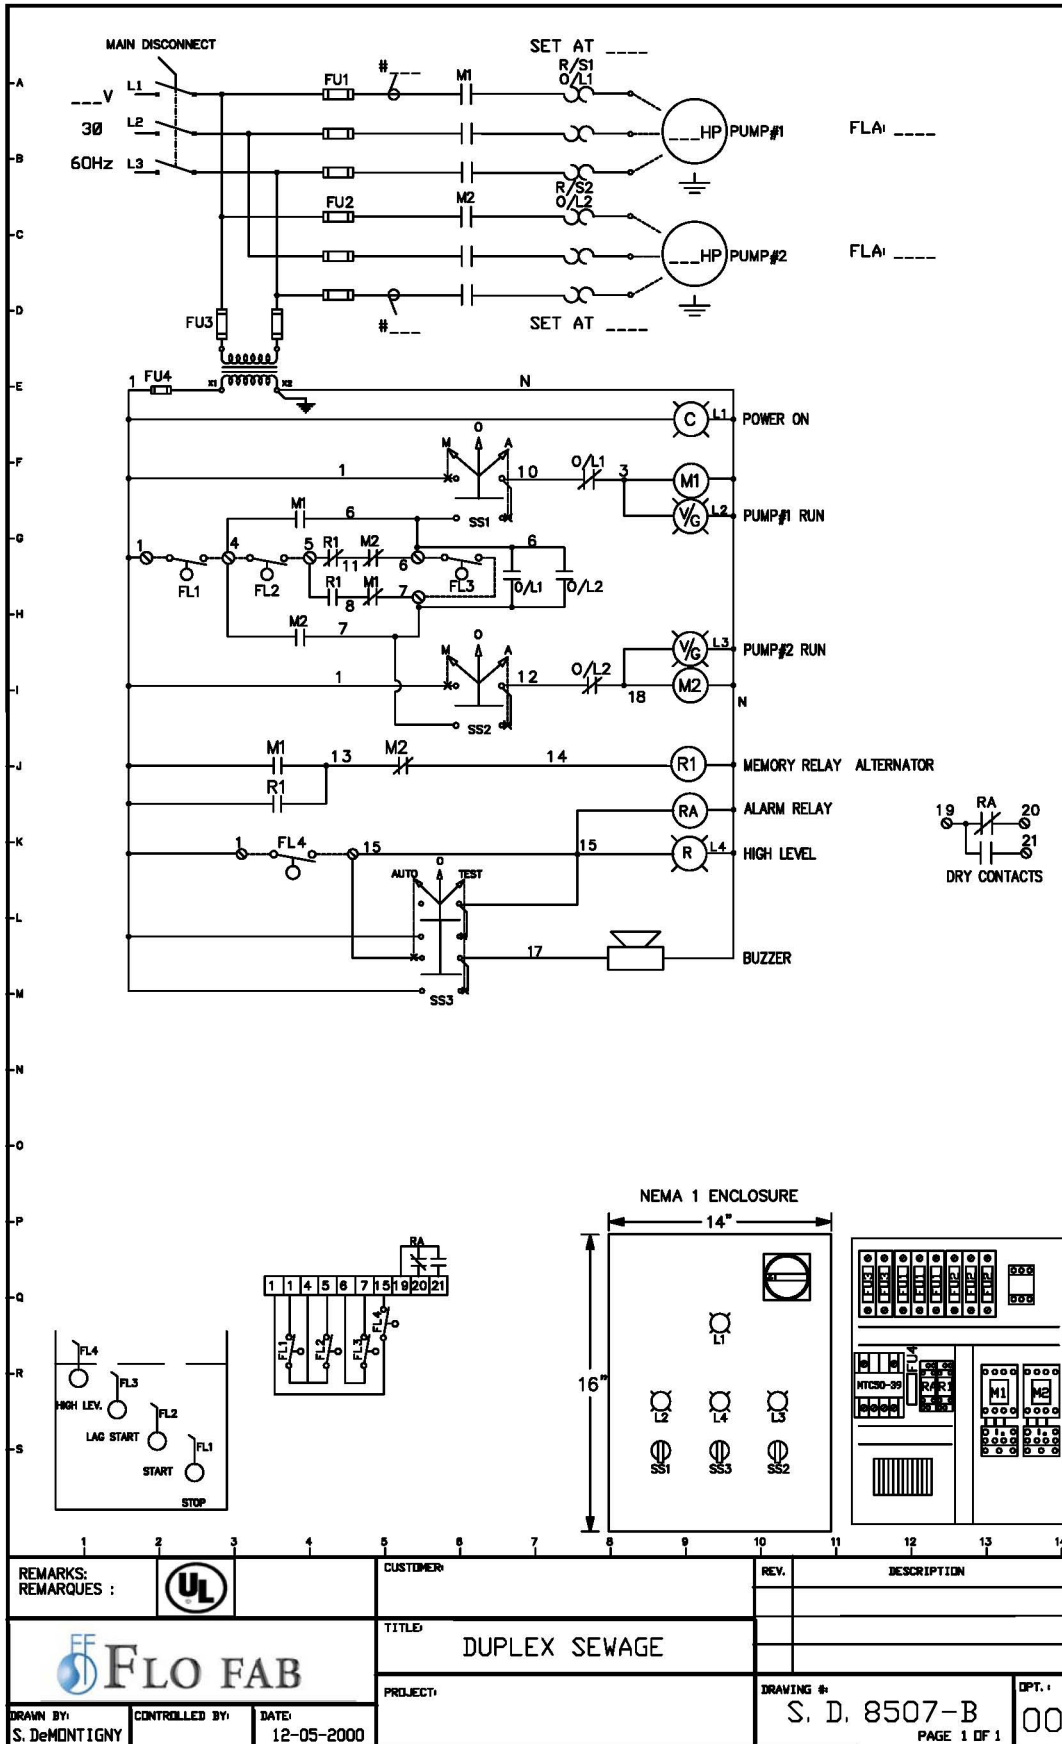 MAIN DISCONNECT
SET AT ____
R/S1
O/L1
A
___V
L1
FU1
#___
M1
3Ø
L2
___HP
PUMP#1
FLA: ____
B
60Hz
L3
R/S2
O/L2
FU2
M2
C
___HP
PUMP#2
FLA: ____
D
FU3
#___
SET AT ____
E
1
FU4
X1
X2
N
C
L1
POWER ON
F
M
O
A
1
10
O/L1
3
M1
M1
6
SS1
V/G
L2
PUMP#1 RUN
G
1
4
5
R1
M2
11
6
6
FL1
FL2
FL3
O/L1
O/L2
R1
M1
8
7
H
M2
7
M
O
A
V/G
L3
PUMP#2 RUN
I
1
12
O/L2
18
M2
N
SS2
J
M1
13
M2
14
R1
MEMORY RELAY ALTERNATOR
R1
RA
ALARM RELAY
19
RA
20
K
1
FL4
15
15
R
L4
HIGH LEVEL
21
DRY CONTACTS
AUTO
O
TEST
L
17
BUZZER
M
SS3
N
O
P
NEMA 1 ENCLOSURE
14"
RA
Q
1 1 4 5 6 7 15 19 20 21
FL1
FL2
FL3
FL4
FU3
FU3
FU1
FU1
FU1
FU2
FU2
FU2
L1
R
FL4
HIGH LEV.
FL3
LAG START
FL2
START
FL1
STOP
16"
MTC50-39
FU4
RA
R1
M1
M2
L2
L4
L3
S
SS1
SS3
SS2
1 2 3 4 5 6 7 8 9 10 11 12 13 14
REMARKS:
REMARQUES :
UL
CUSTOMER:
REV.
DESCRIPTION
FLO FAB
TITLE:
DUPLEX SEWAGE
PROJECT:
DRAWING #:
S. D. 8507-B
PAGE 1 OF 1
OPT.:
00
DRAWN BY:
S. DeMONTIGNY
CONTROLLED BY:
DATE:
12-05-2000